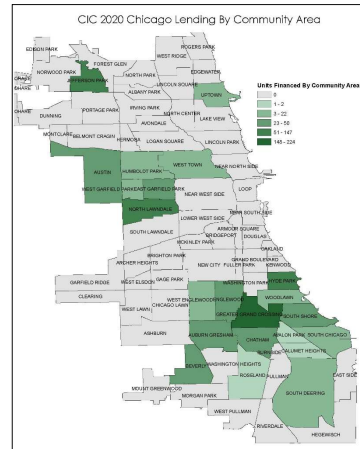 CIC 2020 Chicago Lending By Community Area
EDISON PARK
ROGERS PARK
WEST RIDGE
FOREST GLEN
NORWOOD PARK
JEFFERSON PARK
NORTH PARK
EDGEWATER
LINCOLN SQUARE
OHARE
ALBANY PARK
UPTOWN
OHARE
PORTAGE PARK
IRVING PARK
NORTH CENTER
LAKE VIEW
DUNNING
AVONDALE
MONTCLARE
BELMONT CRAGIN
HERMOSA
LOGAN SQUARE
LINCOLN PARK
WEST TOWN
HUMBOLDT PARK
NEAR NORTH SIDE
AUSTIN
WEST GARFIELD PARK
EAST GARFIELD PARK
LOOP
NEAR WEST SIDE
NORTH LAWNDALE
NEAR SOUTH SIDE
LOWER WEST SIDE
SOUTH LAWNDALE
ARMOUR SQUARE
BRIDGEPORT
DOUGLAS
MCKINLEY PARK
OAKLAND
BRIGHTON PARK
GRAND BOULEVARD
ARCHER HEIGHTS
NEW CITY
FULLER PARK
KENWOOD
GARFIELD RIDGE
WEST ELSDON
GAGE PARK
WASHINGTON PARK
HYDE PARK
CLEARING
WEST ENGLEWOOD
ENGLEWOOD
WOODLAWN
WEST LAWN
CHICAGO LAWN
GREATER GRAND CROSSING
SOUTH SHORE
ASHBURN
AUBURN GRESHAM
CHATHAM
AVALON PARK
SOUTH CHICAGO
BURNSIDE
CALUMET HEIGHTS
BEVERLY
WASHINGTON HEIGHTS
ROSELAND
PULLMAN
EAST SIDE
MOUNT GREENWOOD
MORGAN PARK
SOUTH DEERING
WEST PULLMAN
RIVERDALE
HEGEWISCH
Units Financed By Community Area
0
1 - 2
3 - 22
23 - 50
51 - 147
148 - 224